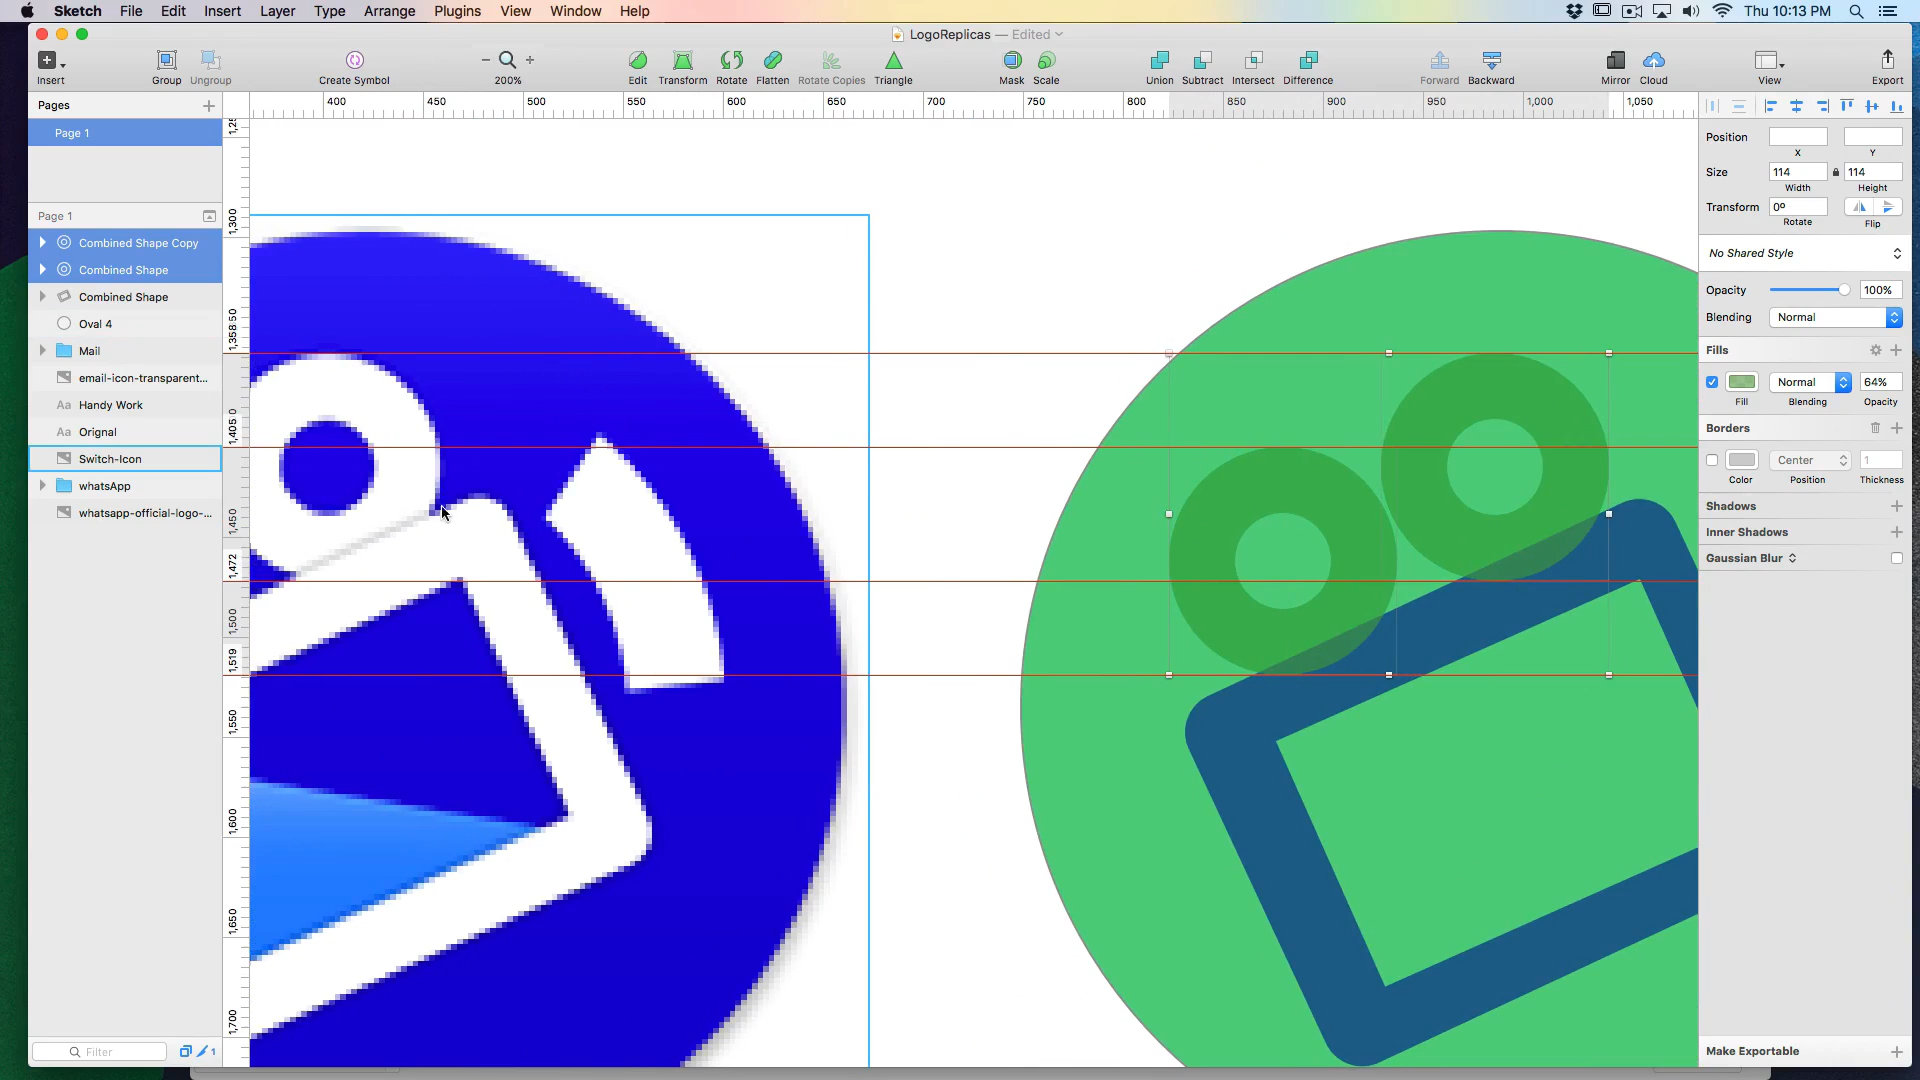 Sketch File Edit Insert Layer Type Arrange Plugins View Window Help Thu 10:13 PM
LogoReplicas — Edited
Insert Group Ungroup Create Symbol 200% Edit Transform Rotate Flatten Rotate Copies Triangle Mask Scale Union Subtract Intersect Difference Forward Backward Mirror Cloud View Export
Pages
Page 1
Page 1
Combined Shape Copy
Combined Shape
Combined Shape
Oval 4
Mail
email-icon-transparent...
Aa Handy Work
Aa Orignal
Switch-Icon
whatsApp
whatsapp-official-logo-...
Filter
1
400 450 500 550 600 650 700 750 800 850 900 950 1,000 1,050
1,300
1,450
1,472
1,500
1,519
1,550
1,600
1,650
1,700
Position
X Y
Size 114 114
Width Height
Transform 0º
Rotate Flip
No Shared Style
Opacity 100%
Blending Normal
Fills
Normal 64%
Fill Blending Opacity
Borders
Center 1
Color Position Thickness
Shadows
Inner Shadows
Gaussian Blur
Make Exportable